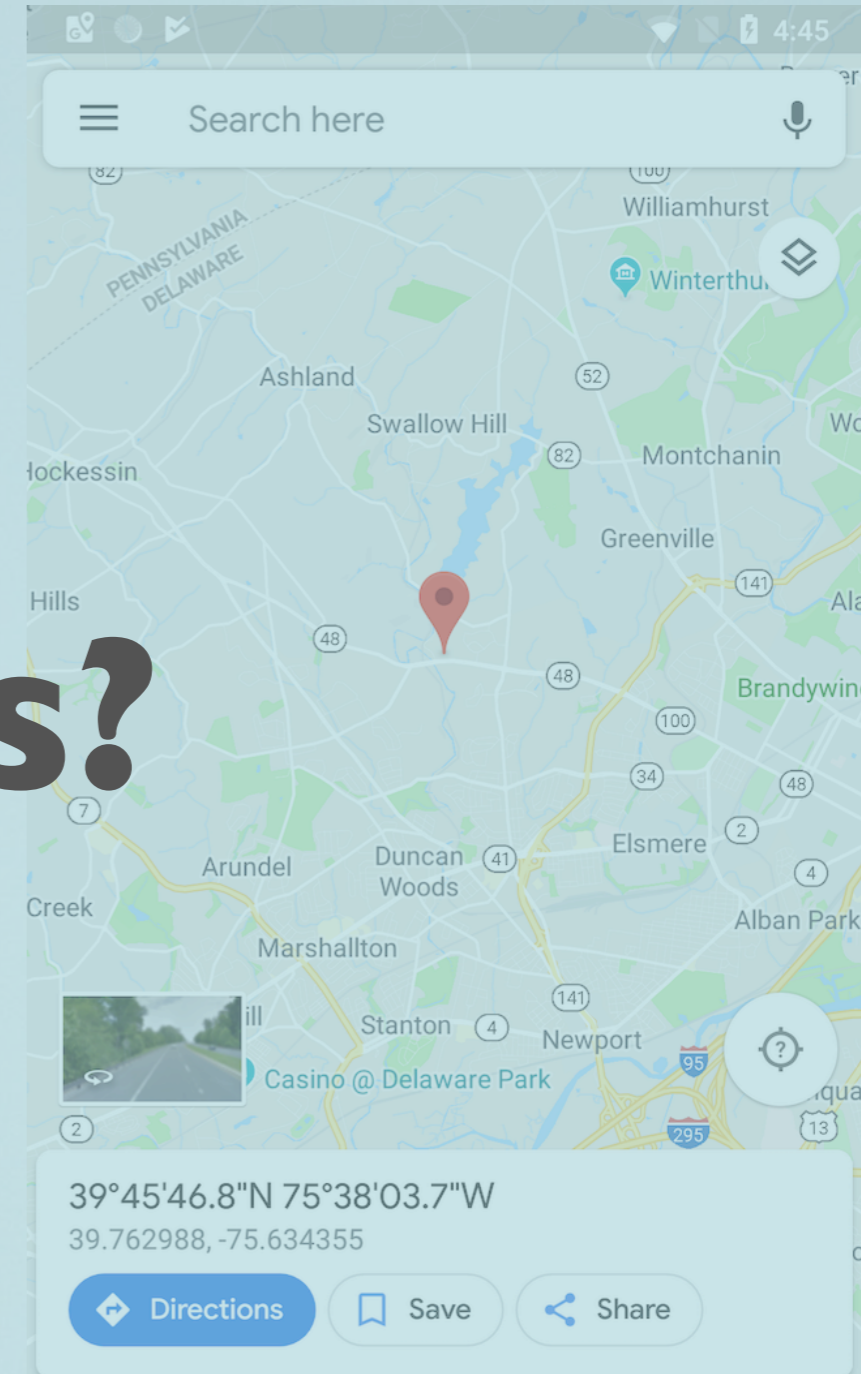 4:45
Search here
82
100
Williamhurst
PENNSYLVANIA
DELAWARE
Winterthu
Ashland
52
Swallow Hill
82
Montchanin
Hockessin
Greenville
141
Hills
48
s?
48
Brandywin
100
34
48
7
2
Elsmere
Arundel
Duncan
Woods
41
4
Creek
Alban Park
Marshallton
ill
141
Stanton
4
Newport
95
Casino @ Delaware Park
2
295
13
39°45'46.8"N 75°38'03.7"W
39.762988, -75.634355
Directions
Save
Share